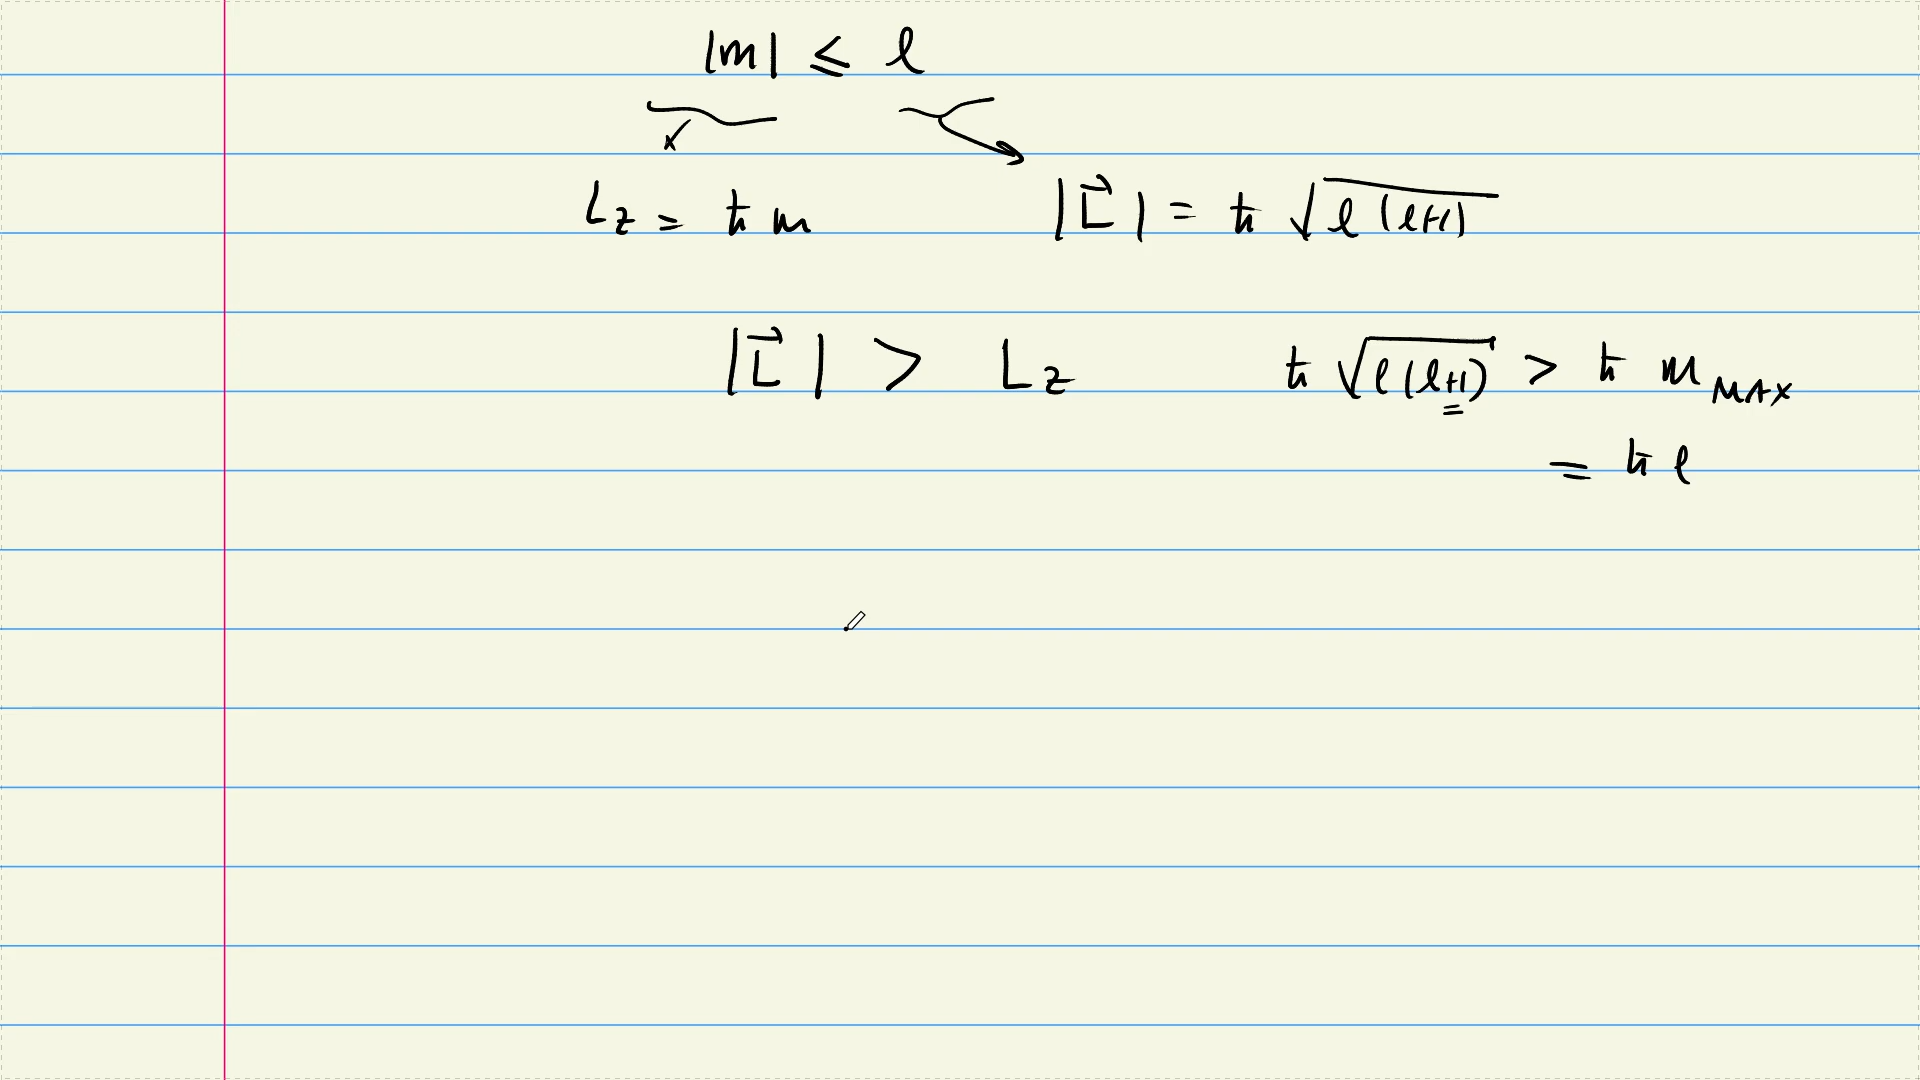 |m| ≤ l
L_z = ħ m    |L⃗| = ħ √(l (l+1))
|L⃗| > L_z    ħ √(l (l+1)) > ħ m_MAX
= ħ l